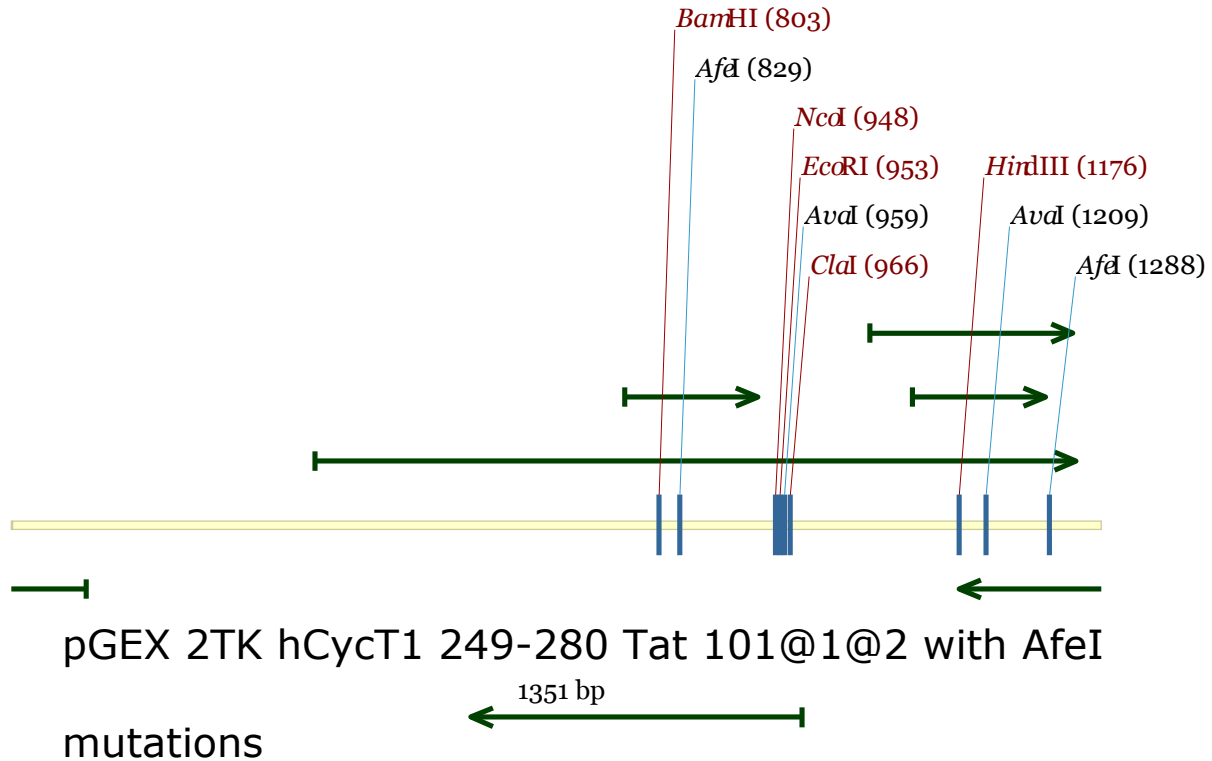 BamHI (803)
AfeI (829)
NcoI (948)
EcoRI (953)
HindIII (1176)
AvaI (959)
AvaI (1209)
ClaI (966)
AfeI (1288)
pGEX 2TK hCycT1 249-280 Tat 101@1@2 with AfeI
1351 bp
mutations